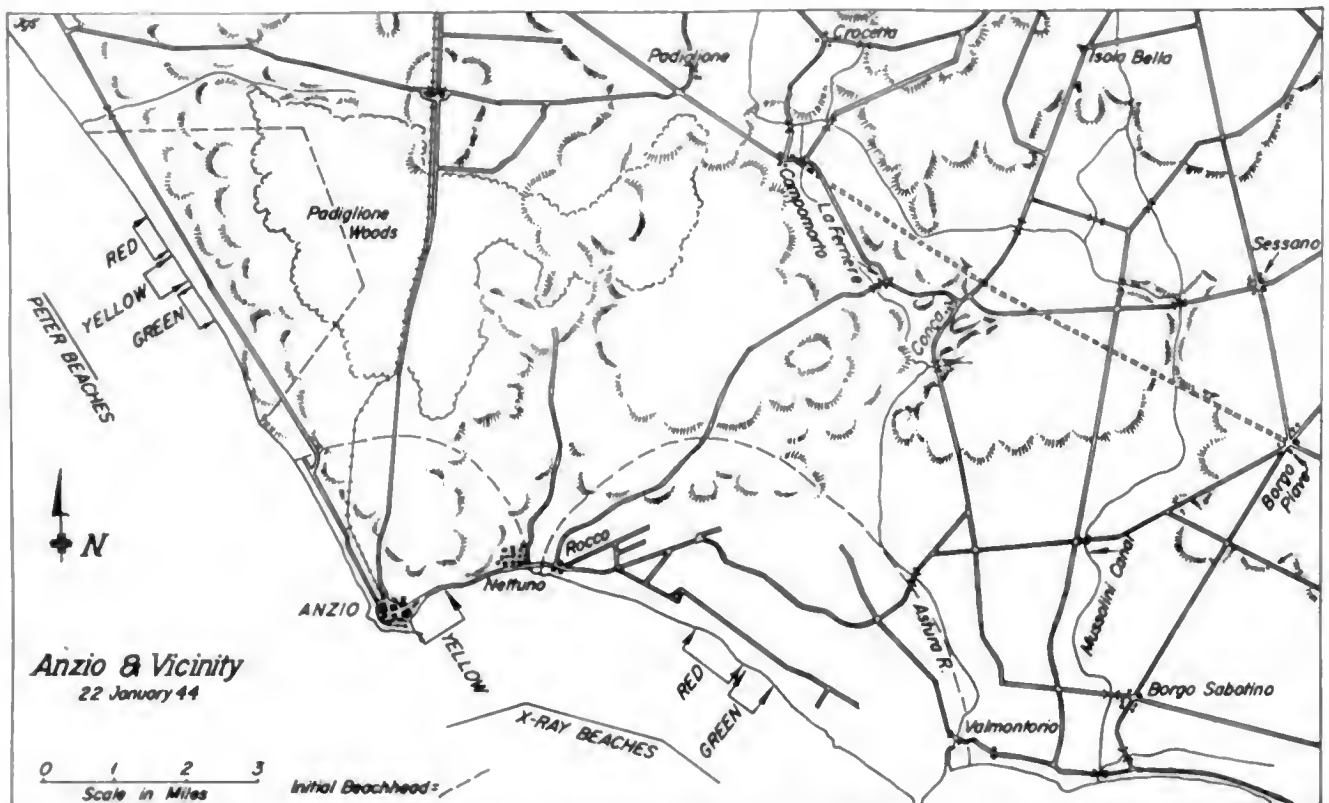 Jgs
Crocetta
Padiglione
Isola Bella
Campomorto
La Ferriere
Padiglione
Woods
Sessano
RED
YELLOW
GREEN
PETER BEACHES
Conca
Borgo
Piave
N
Rocco
Nettuno
Mussolini Canal
ANZIO
Astura R.
YELLOW
Anzio & Vicinity
22 January 44
RED
GREEN
Borgo Sabotino
X-RAY BEACHES
Valmontorio
0 1 2 3
Scale in Miles
Initial Beachhead=